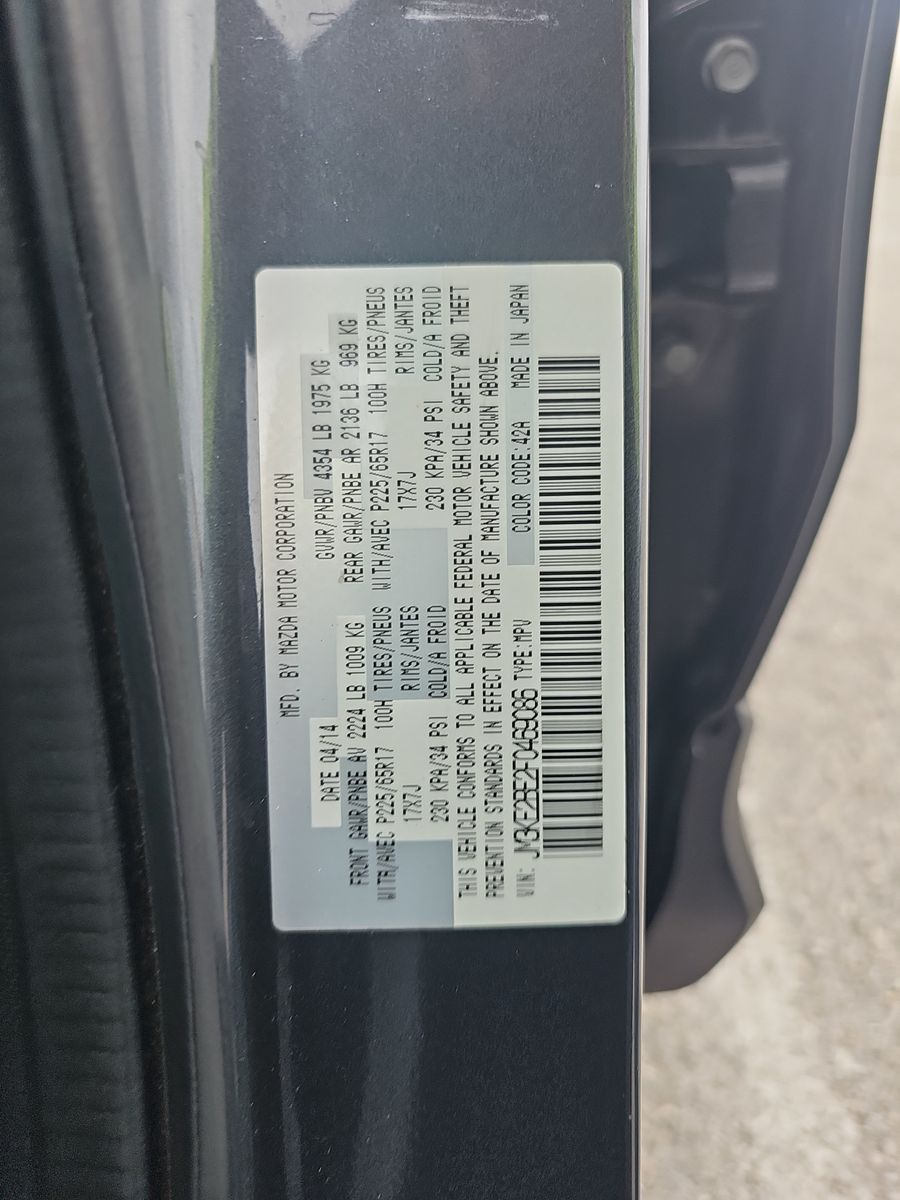 MFD. BY MAZDA MOTOR CORPORATION
DATE 04/14 GVWR/PNBV 4354 LB 1975 KG
FRONT GAWR/PNBE AV 2224 LB 1009 KG REAR GAWR/PNBE AR 2136 LB 969 KG
WITH/AVEC P225/65R17 100H TIRES/PNEUS WITH/AVEC P225/65R17 100H TIRES/PNEUS
17X7J RIMS/JANTES 17X7J RIMS/JANTES
230 KPA/34 PSI COLD/A FROID 230 KPA/34 PSI COLD/A FROID
THIS VEHICLE CONFORMS TO ALL APPLICABLE FEDERAL MOTOR VEHICLE SAFETY AND THEFT
PREVENTION STANDARDS IN EFFECT ON THE DATE OF MANUFACTURE SHOWN ABOVE.
VIN: JM3KE2BE2F0469086 TYPE:MPV COLOR CODE:42A MADE IN JAPAN